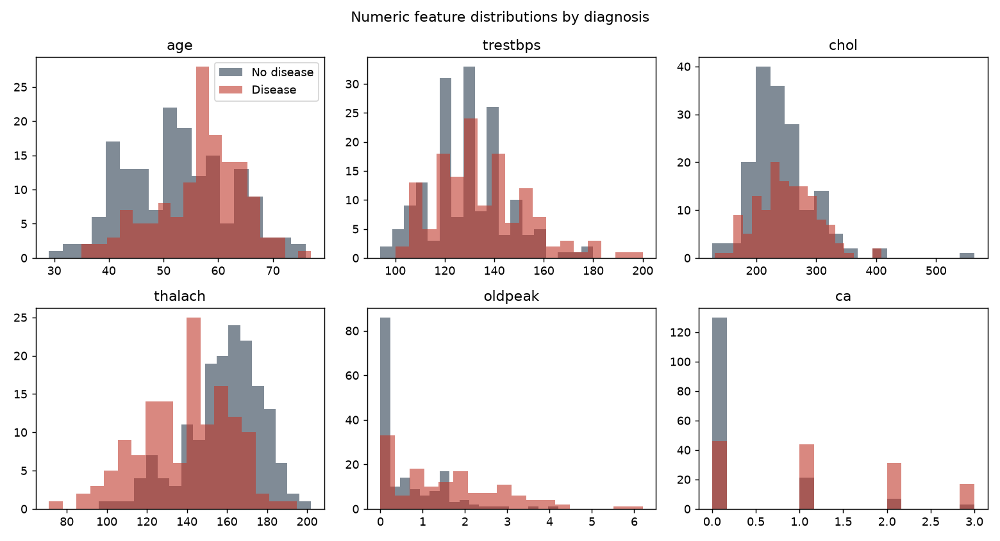 Numeric feature distributions by diagnosis
age
No disease
Disease
25
20
15
10
5
0
30 40 50 60 70
trestbps
30
25
20
15
10
5
0
100 120 140 160 180 200
chol
40
30
20
10
0
200 300 400 500
thalach
25
20
15
10
5
0
80 100 120 140 160 180 200
oldpeak
80
60
40
20
0
0 1 2 3 4 5 6
ca
120
100
80
60
40
20
0
0.0 0.5 1.0 1.5 2.0 2.5 3.0